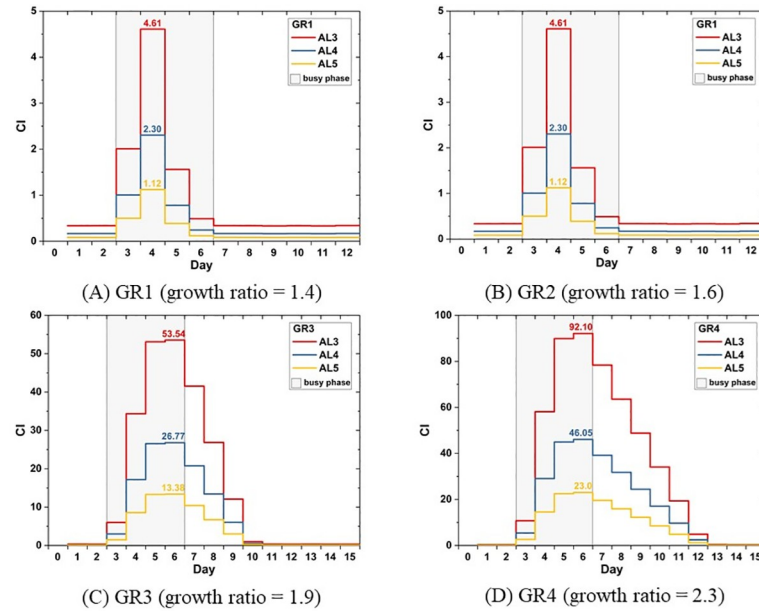 GR1
AL3
AL4
AL5
busy phase
4.61
2.30
1.12
CI
5
4
3
2
1
0
0 1 2 3 4 5 6 7 8 9 10 11 12
Day
(A) GR1 (growth ratio = 1.4)
GR2
AL3
AL4
AL5
busy phase
4.61
2.30
1.12
CI
5
4
3
2
1
0
0 1 2 3 4 5 6 7 8 9 10 11 12
Day
(B) GR2 (growth ratio = 1.6)
GR3
AL3
AL4
AL5
busy phase
53.54
26.77
13.38
CI
60
50
40
30
20
10
0
0 1 2 3 4 5 6 7 8 9 10 11 12 13 14 15
Day
(C) GR3 (growth ratio = 1.9)
GR4
AL3
AL4
AL5
busy phase
92.10
46.05
23.0
CI
100
80
60
40
20
0
0 1 2 3 4 5 6 7 8 9 10 11 12 13 14 15
Day
(D) GR4 (growth ratio = 2.3)